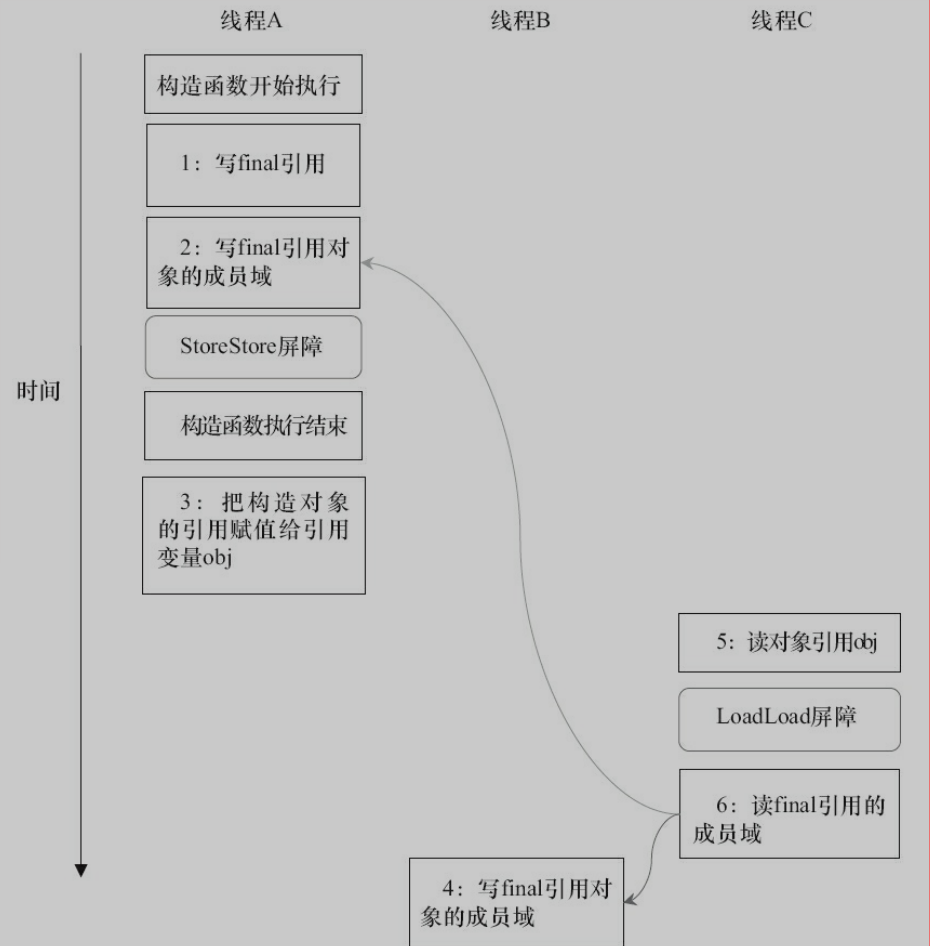 线程A
线程B
线程C
构造函数开始执行
1：写final引用
2：写final引用对
象的成员域
StoreStore屏障
时间
构造函数执行结束
3：把构造对象
的引用赋值给引用
变量obj
5：读对象引用obj
LoadLoad屏障
6：读final引用的
成员域
4：写final引用对
象的成员域